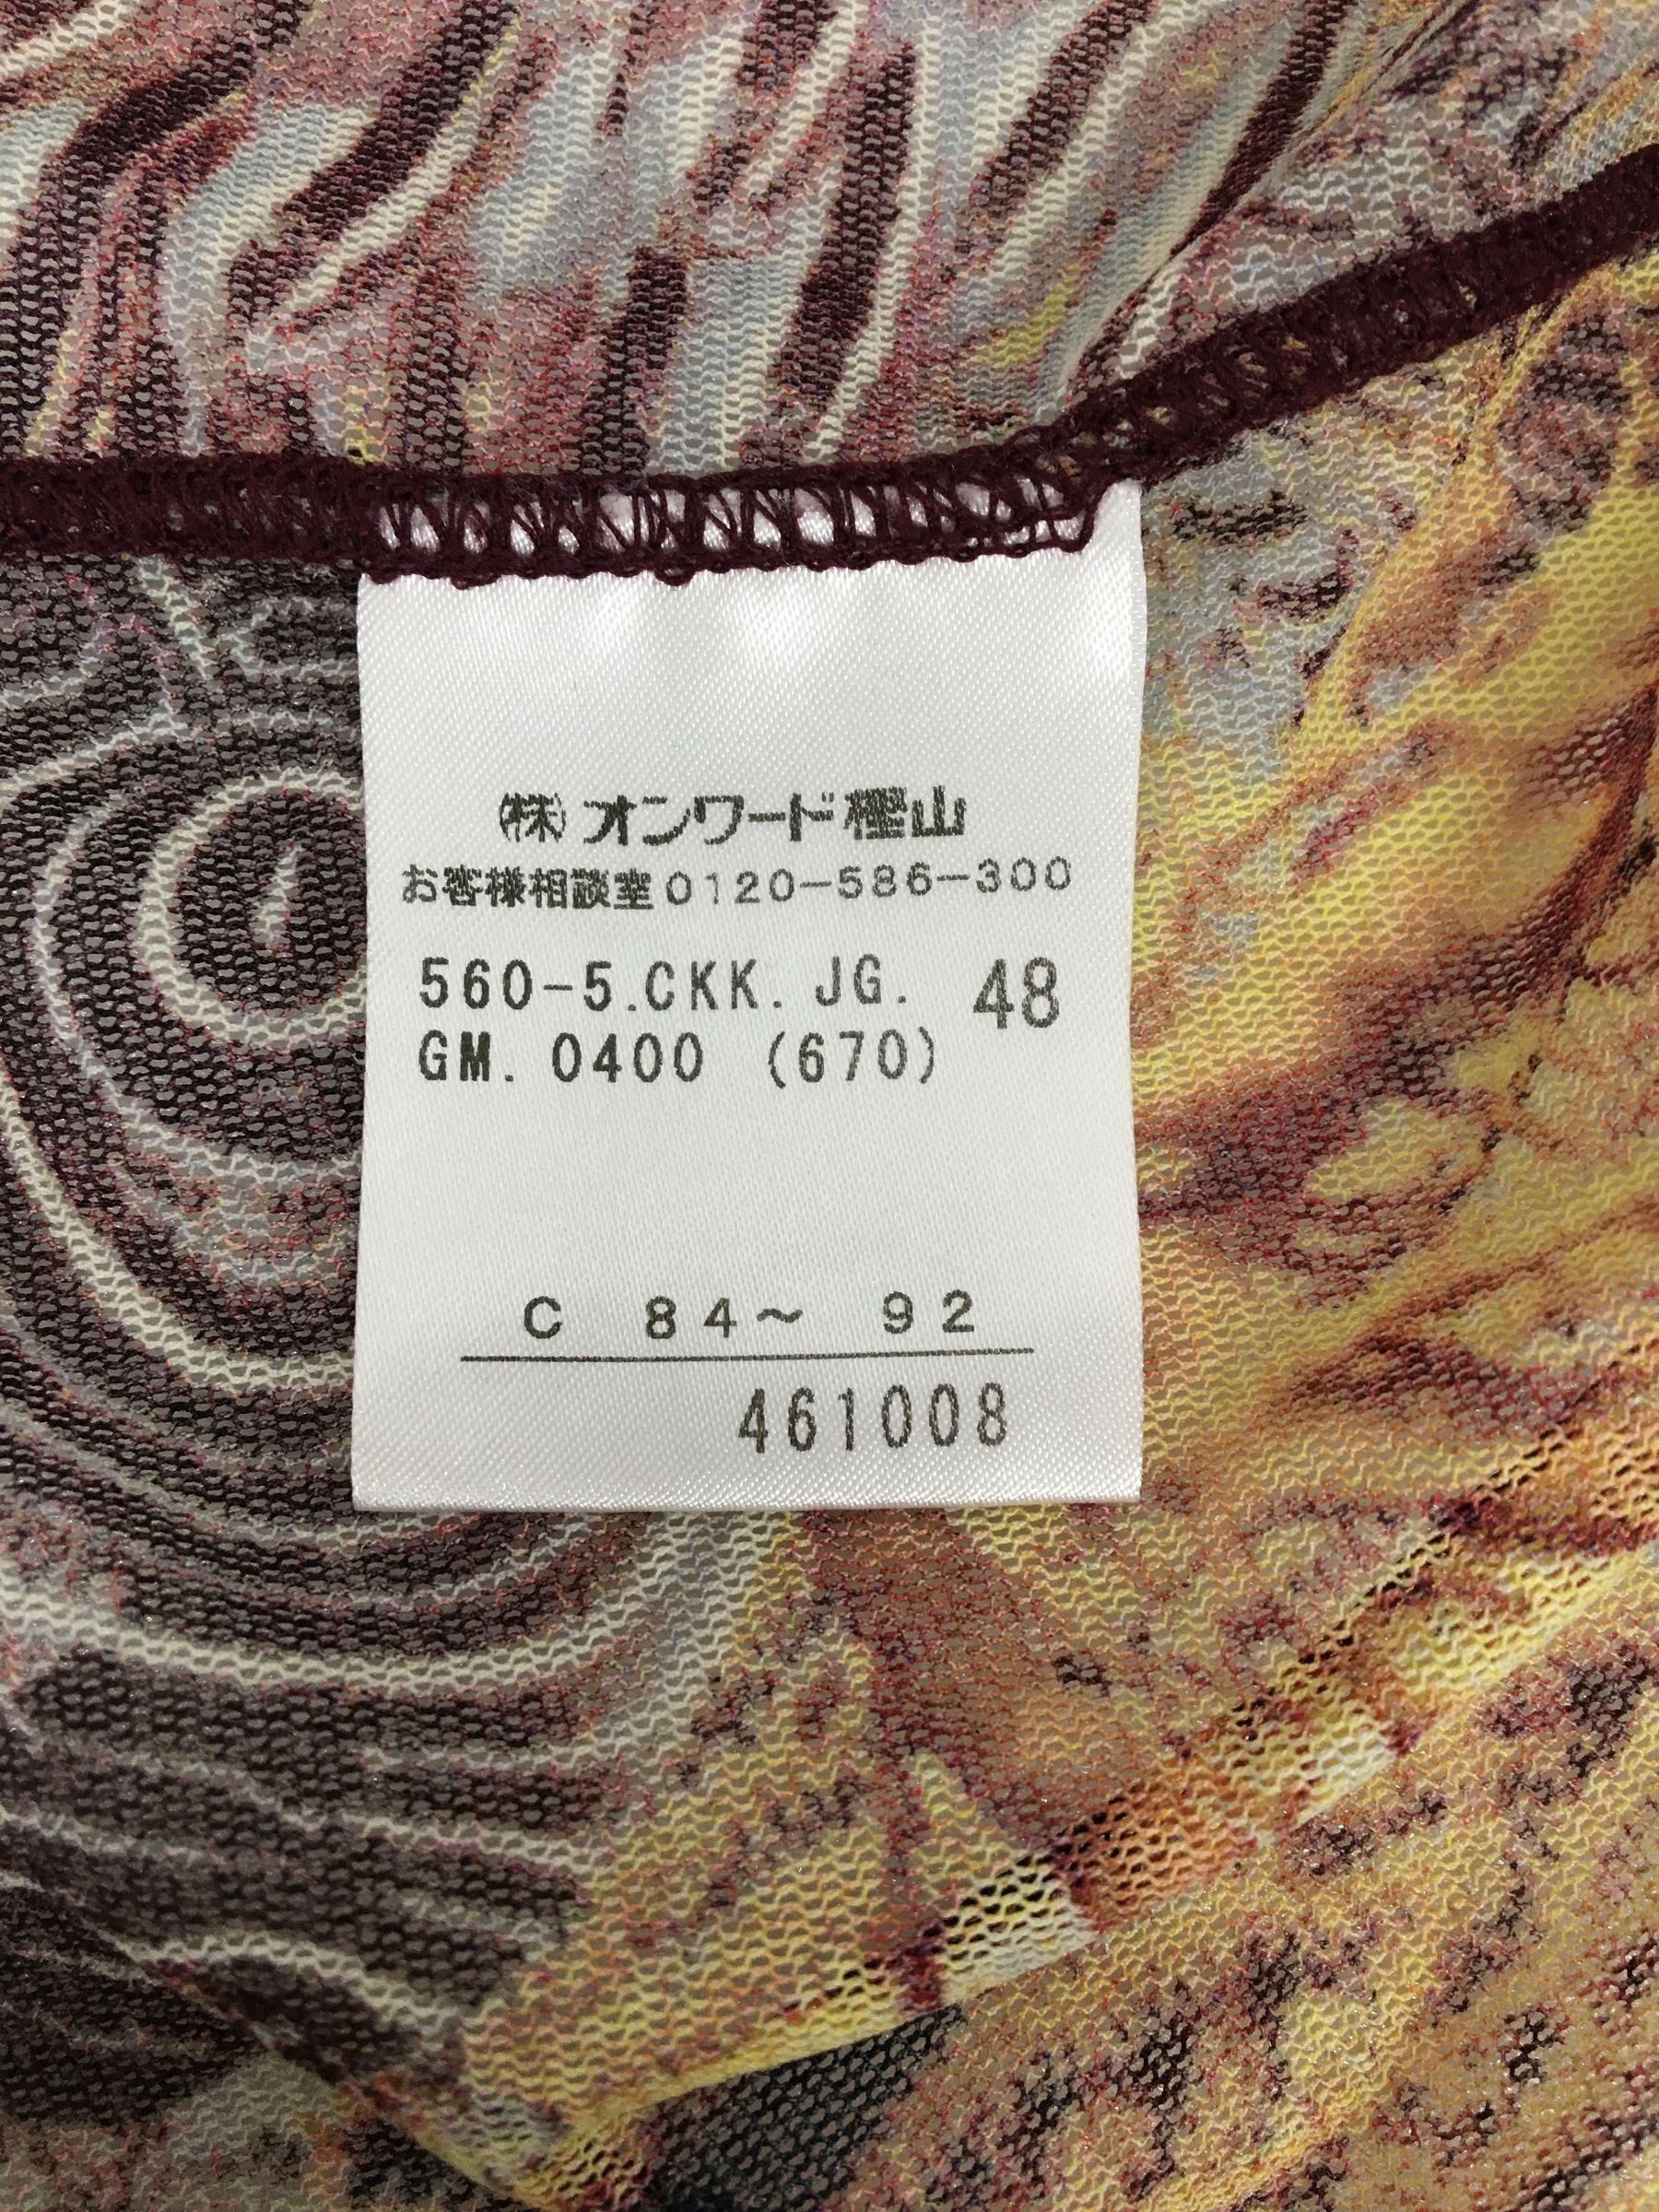 ㈱オンワード樫山
お客様相談室0120-586-300
560-5.CKK. JG. 48
GM. 0400 (670)
C 84～ 92
461008